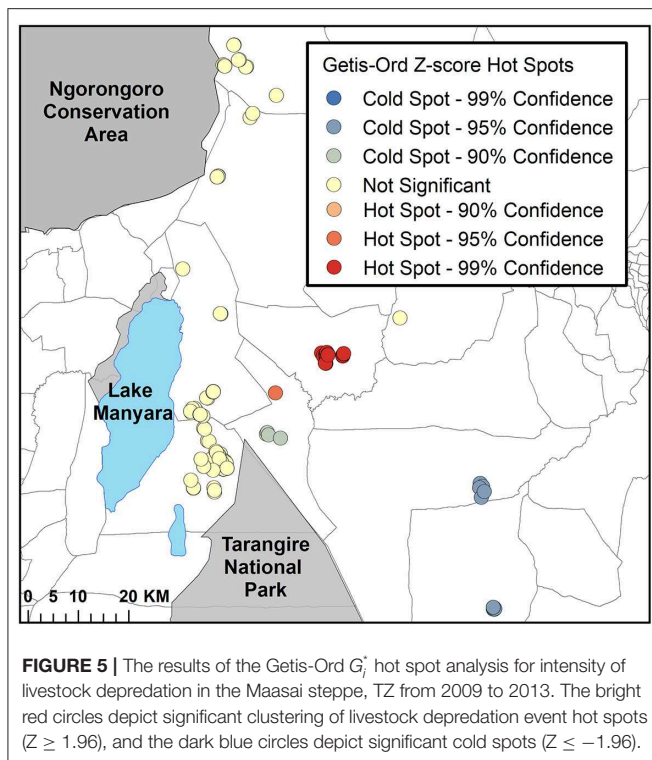 Ngorongoro
Conservation
Area
Getis-Ord Z-score Hot Spots
Cold Spot - 99% Confidence
Cold Spot - 95% Confidence
Cold Spot - 90% Confidence
Not Significant
Hot Spot - 90% Confidence
Hot Spot - 95% Confidence
Hot Spot - 99% Confidence
Lake
Manyara
Tarangire
National
Park
0 5 10 20 KM
FIGURE 5 | The results of the Getis-Ord G*i hot spot analysis for intensity of
livestock depredation in the Maasai steppe, TZ from 2009 to 2013. The bright
red circles depict significant clustering of livestock depredation event hot spots
(Z ≥ 1.96), and the dark blue circles depict significant cold spots (Z ≤ −1.96).